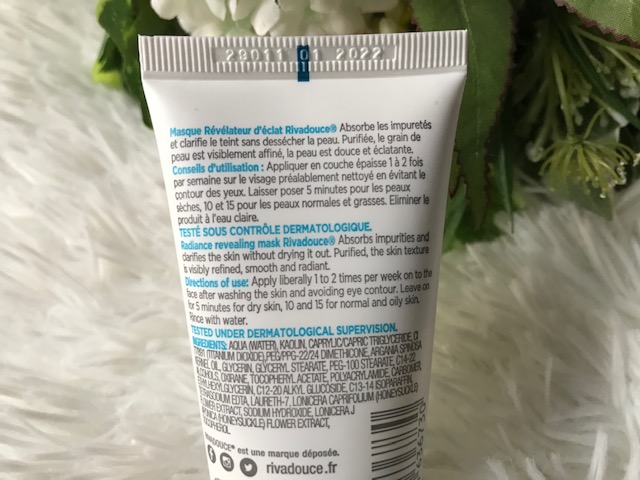 29011 01 2022
Masque Révélateur d'éclat Rivadouce® Absorbe les impuretés
et clarifie le teint sans dessécher la peau. Purifiée, le grain de
peau est visiblement affiné, la peau est douce et éclatante.
Conseils d'utilisation : Appliquer en couche épaisse 1 à 2 fois
par semaine sur le visage préalablement nettoyé en évitant le
contour des yeux. Laisser poser 5 minutes pour les peaux
sèches, 10 et 15 pour les peaux normales et grasses. Eliminer le
produit à l'eau claire.
TESTÉ SOUS CONTRÔLE DERMATOLOGIQUE.
Radiance revealing mask Rivadouce® Absorbs impurities and
clarifies the skin without drying it out. Purified, the skin texture
is visibly refined, smooth and radiant.
Directions of use: Apply liberally 1 to 2 times per week on to the
face after washing the skin and avoiding eye contour. Leave on
for 5 minutes for dry skin, 10 and 15 for normal and oily skin.
Rince with water.
TESTED UNDER DERMATOLOGICAL SUPERVISION.
INGREDIENTS: AQUA (WATER), KAOLIN, CAPRYLIC/CAPRIC TRIGLYCERIDE, CI
(TITANIUM DIOXIDE), PEG/PPG-22/24 DIMETHICONE, ARGANIA SPINOSA
OIL, GLYCERIN, GLYCERYL STEARATE, PEG-100 STEARATE, C14-22
OXIRANE, TOCOPHERYL ACETATE, POLYACRYLAMIDE, CARBOMER,
C12-20 ALKYL GLUCOSIDE, C13-14 ISOPARAFFIN,
EDTA, LAURETH-7, LONICERA CAPRIFOLIUM (HONEYSUCKLE)
FLOWER EXTRACT, SODIUM HYDROXIDE, LONICERA J
(HONEYSUCKLE) FLOWER EXTRACT,
RIVADOUCE® est une marque déposée.
rivadouce.fr